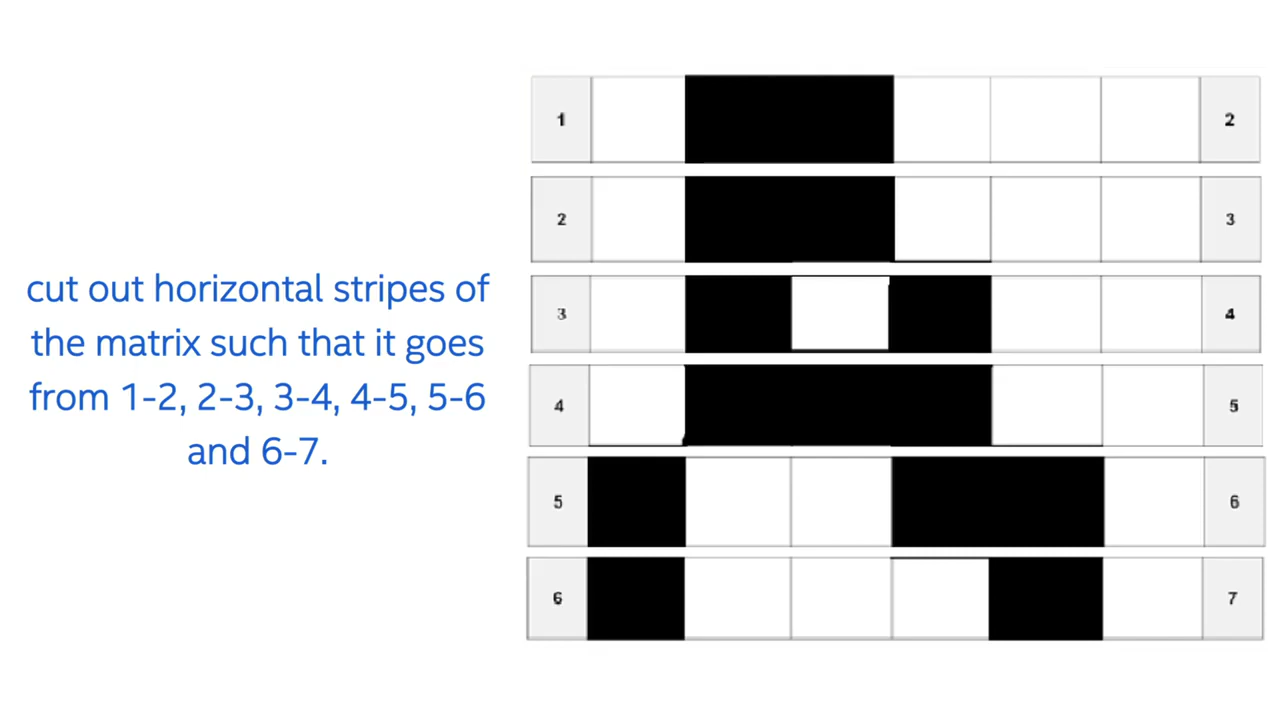 cut out horizontal stripes of
the matrix such that it goes
from 1-2, 2-3, 3-4, 4-5, 5-6
and 6-7.
1 2
2 3
3 4
4 5
5 6
6 7